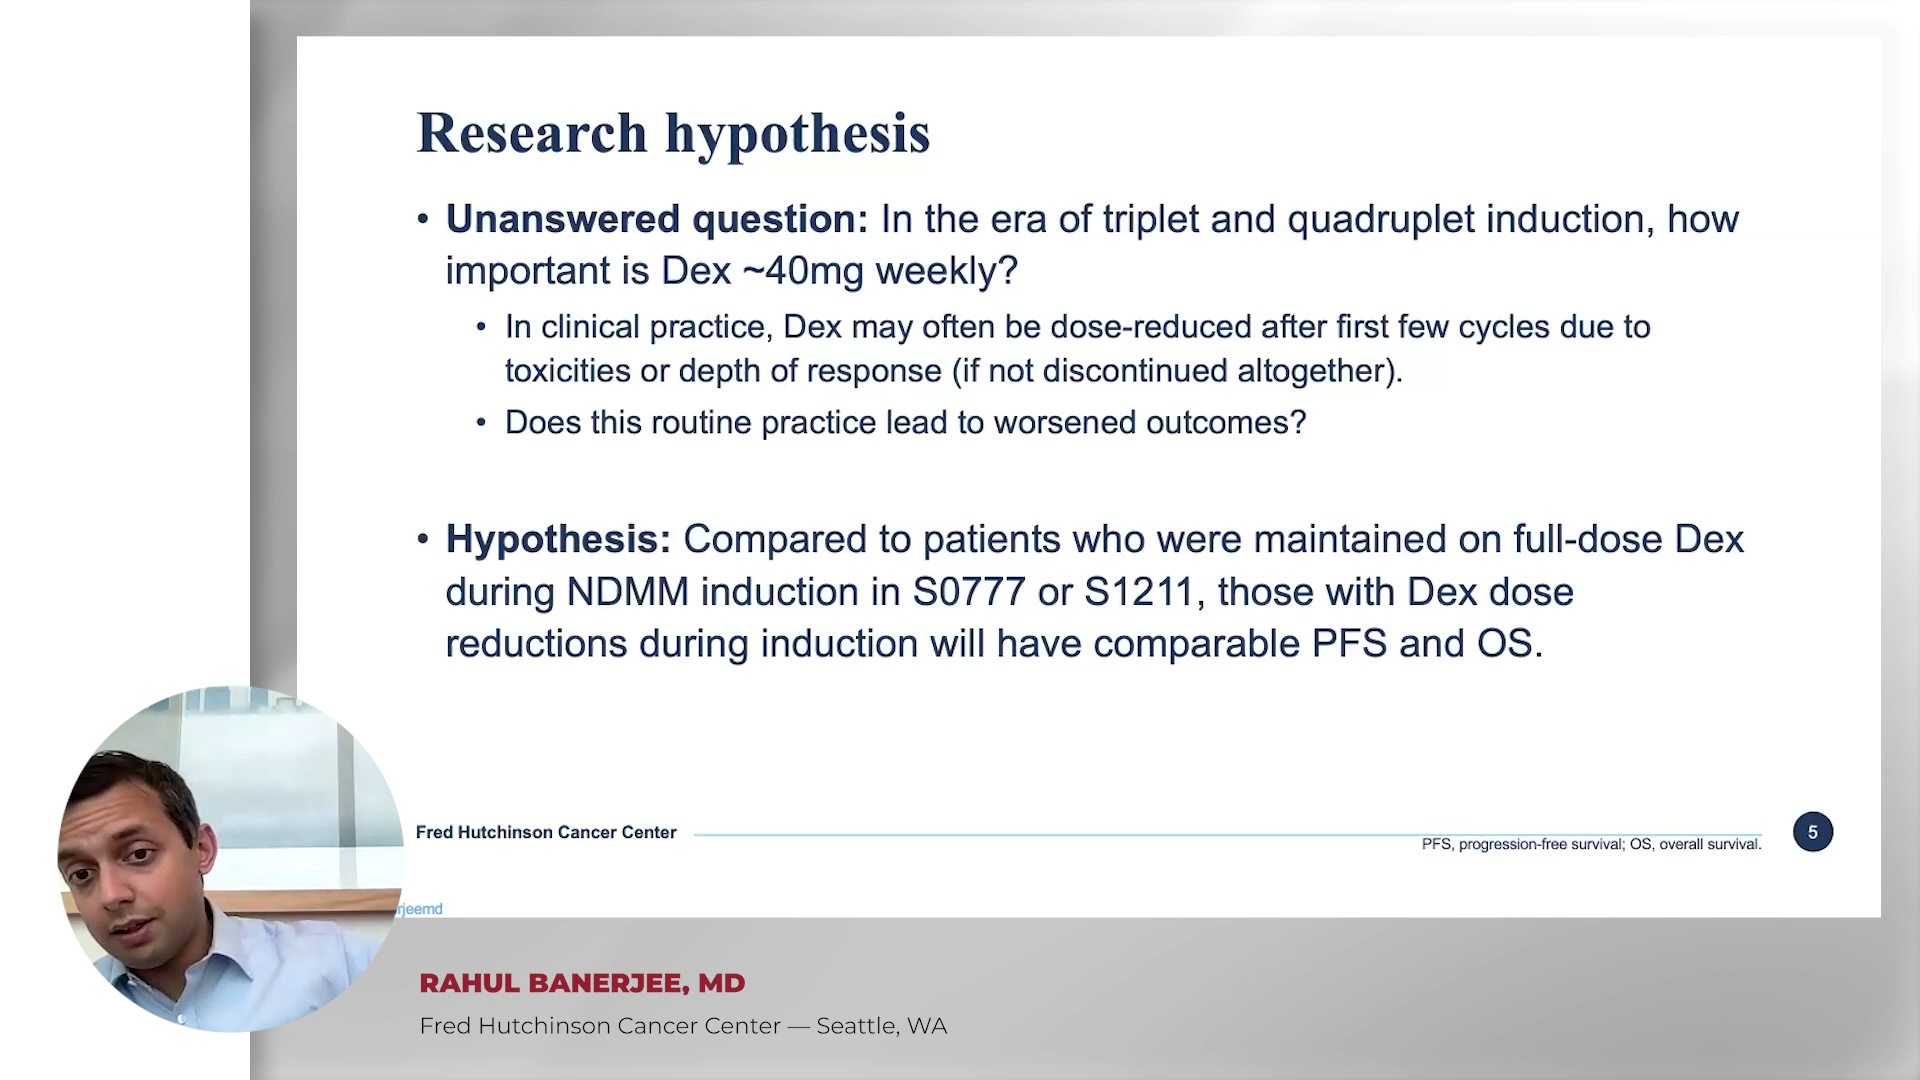 Research hypothesis
• Unanswered question: In the era of triplet and quadruplet induction, how
important is Dex ~40mg weekly?
• In clinical practice, Dex may often be dose-reduced after first few cycles due to
toxicities or depth of response (if not discontinued altogether).
• Does this routine practice lead to worsened outcomes?
• Hypothesis: Compared to patients who were maintained on full-dose Dex
during NDMM induction in S0777 or S1211, those with Dex dose
reductions during induction will have comparable PFS and OS.
Fred Hutchinson Cancer Center
PFS, progression-free survival; OS, overall survival.
5
rjeemd
RAHUL BANERJEE, MD
Fred Hutchinson Cancer Center — Seattle, WA